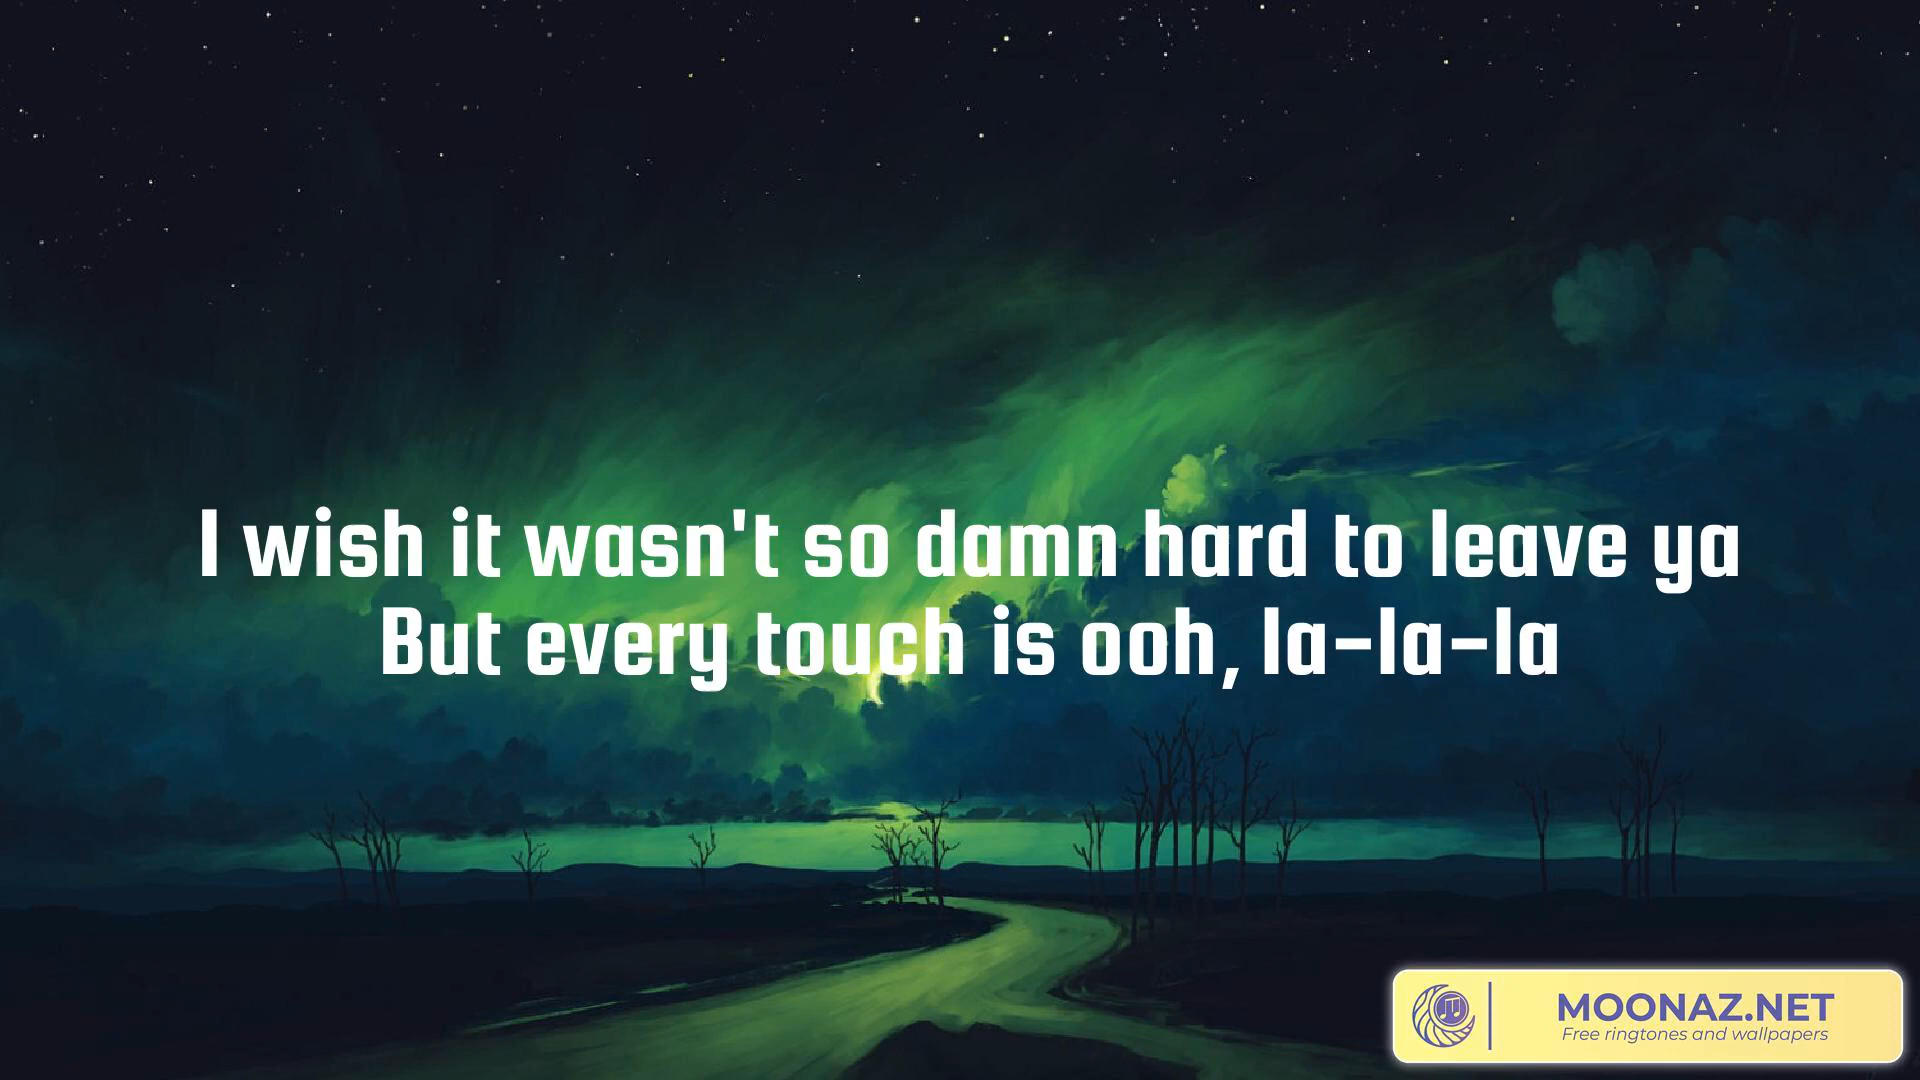 I wish it wasn't so damn hard to leave ya
But every touch is ooh, la-la-la
MOONAZ.NET
Free ringtones and wallpapers